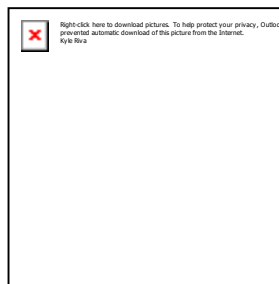 Right-click here to download pictures. To help protect your privacy, Outloo
prevented automatic download of this picture from the Internet.
Kyle Riva